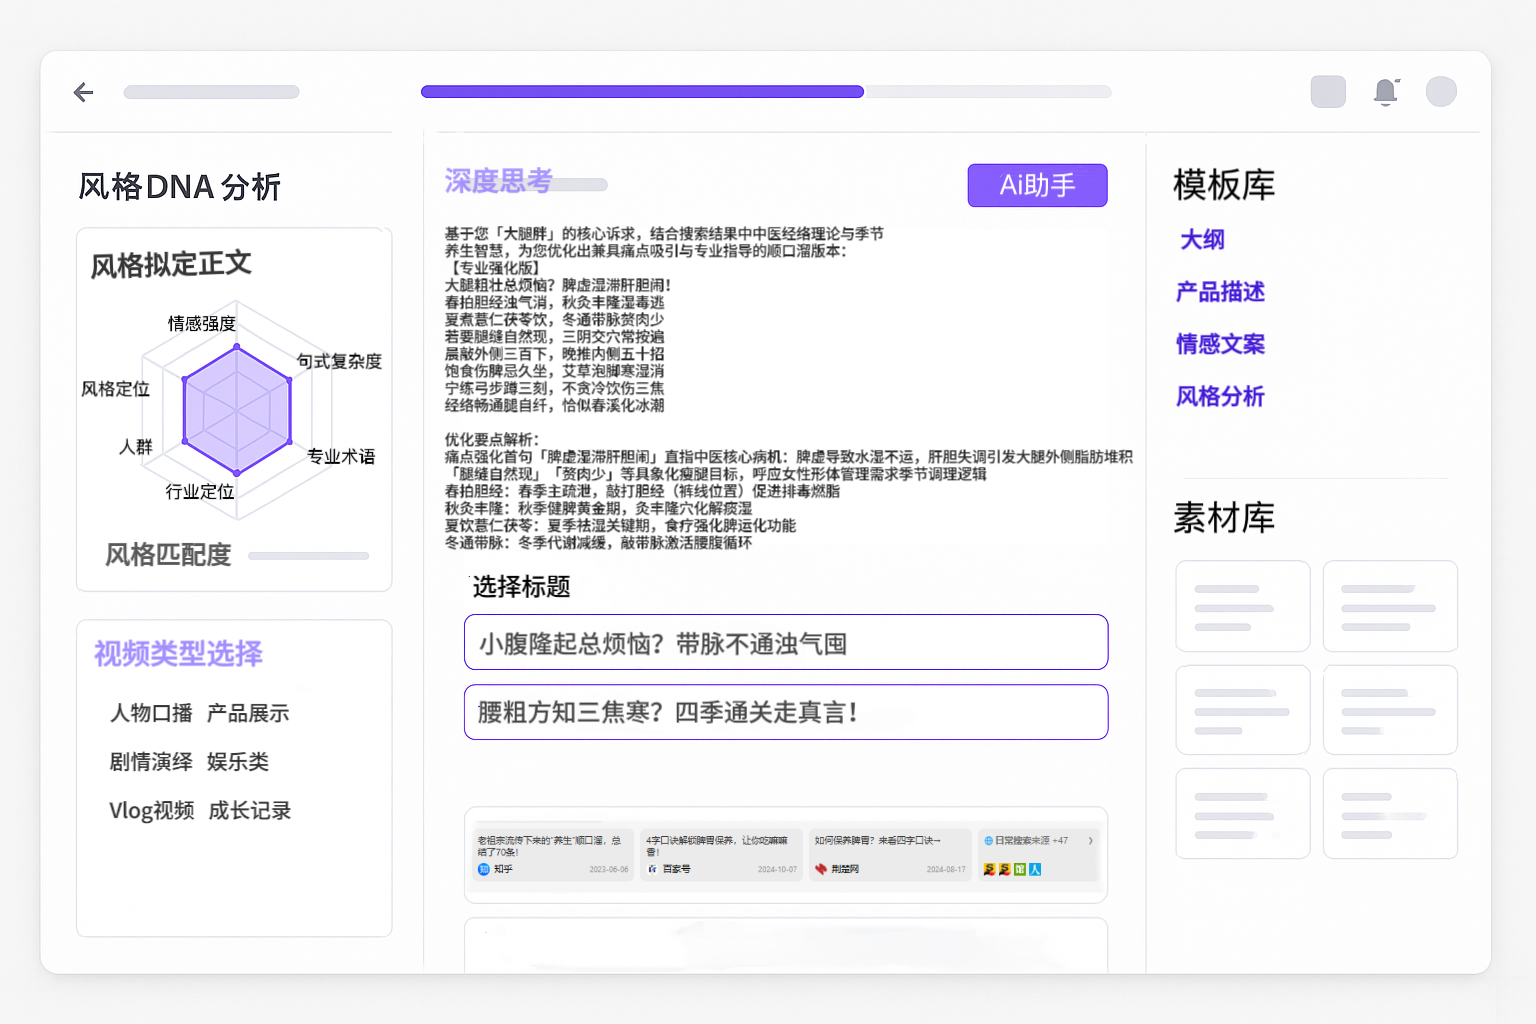 风格DNA 分析
风格拟定正文
情感强度
句式复杂度
风格定位
人群
专业术语
行业定位
风格匹配度
视频类型选择
人物口播 产品展示
剧情演绎 娱乐类
Vlog视频 成长记录
深度思考
Ai助手
基于您「大腿胖」的核心诉求，结合搜索结果中中医经络理论与季节
养生智慧，为您优化出兼具痛点吸引与专业指导的顺口溜版本：
【专业强化版】
大腿粗壮总烦恼？脾虚湿滞肝胆闹！
春拍胆经浊气消，秋灸丰隆湿毒逃
夏煮薏仁茯苓饮，冬通带脉赘肉少
若要腿缝自然现，三阴交穴常按遍
晨敲外侧三百下，晚推内侧五十招
饱食伤脾忌久坐，艾草泡脚寒湿消
宁练弓步蹲三刻，不贪冷饮伤三焦
经络畅通腿自纤，恰似春溪化冰潮
优化要点解析：
痛点强化首句「脾虚湿滞肝胆闹」直指中医核心病机：脾虚导致水湿不运，肝胆失调引发大腿外侧脂肪堆积
「腿缝自然现」「赘肉少」等具象化瘦腿目标，呼应女性形体管理需求季节调理逻辑
春拍胆经：春季主疏泄，敲打胆经（裤线位置）促进排毒燃脂
秋灸丰隆：秋季健脾黄金期，灸丰隆穴化解痰湿
夏饮薏仁茯苓：夏季祛湿关键期，食疗强化脾运化功能
冬通带脉：冬季代谢减缓，敲带脉激活腰腹循环
选择标题
小腹隆起总烦恼？带脉不通浊气囤
腰粗方知三焦寒？四季通关走真言！
老祖宗流传下来的“养生”顺口溜，总
结了70条！
知 知乎
2023-06-06
4字口诀解锁脾胃保养，让你吃嘛嘛
香！
百家号
2024-10-07
如何保养脾胃？来看四字口诀→
荆楚网
2024-08-17
日常搜索来源 +47
模板库
大纲
产品描述
情感文案
风格分析
素材库